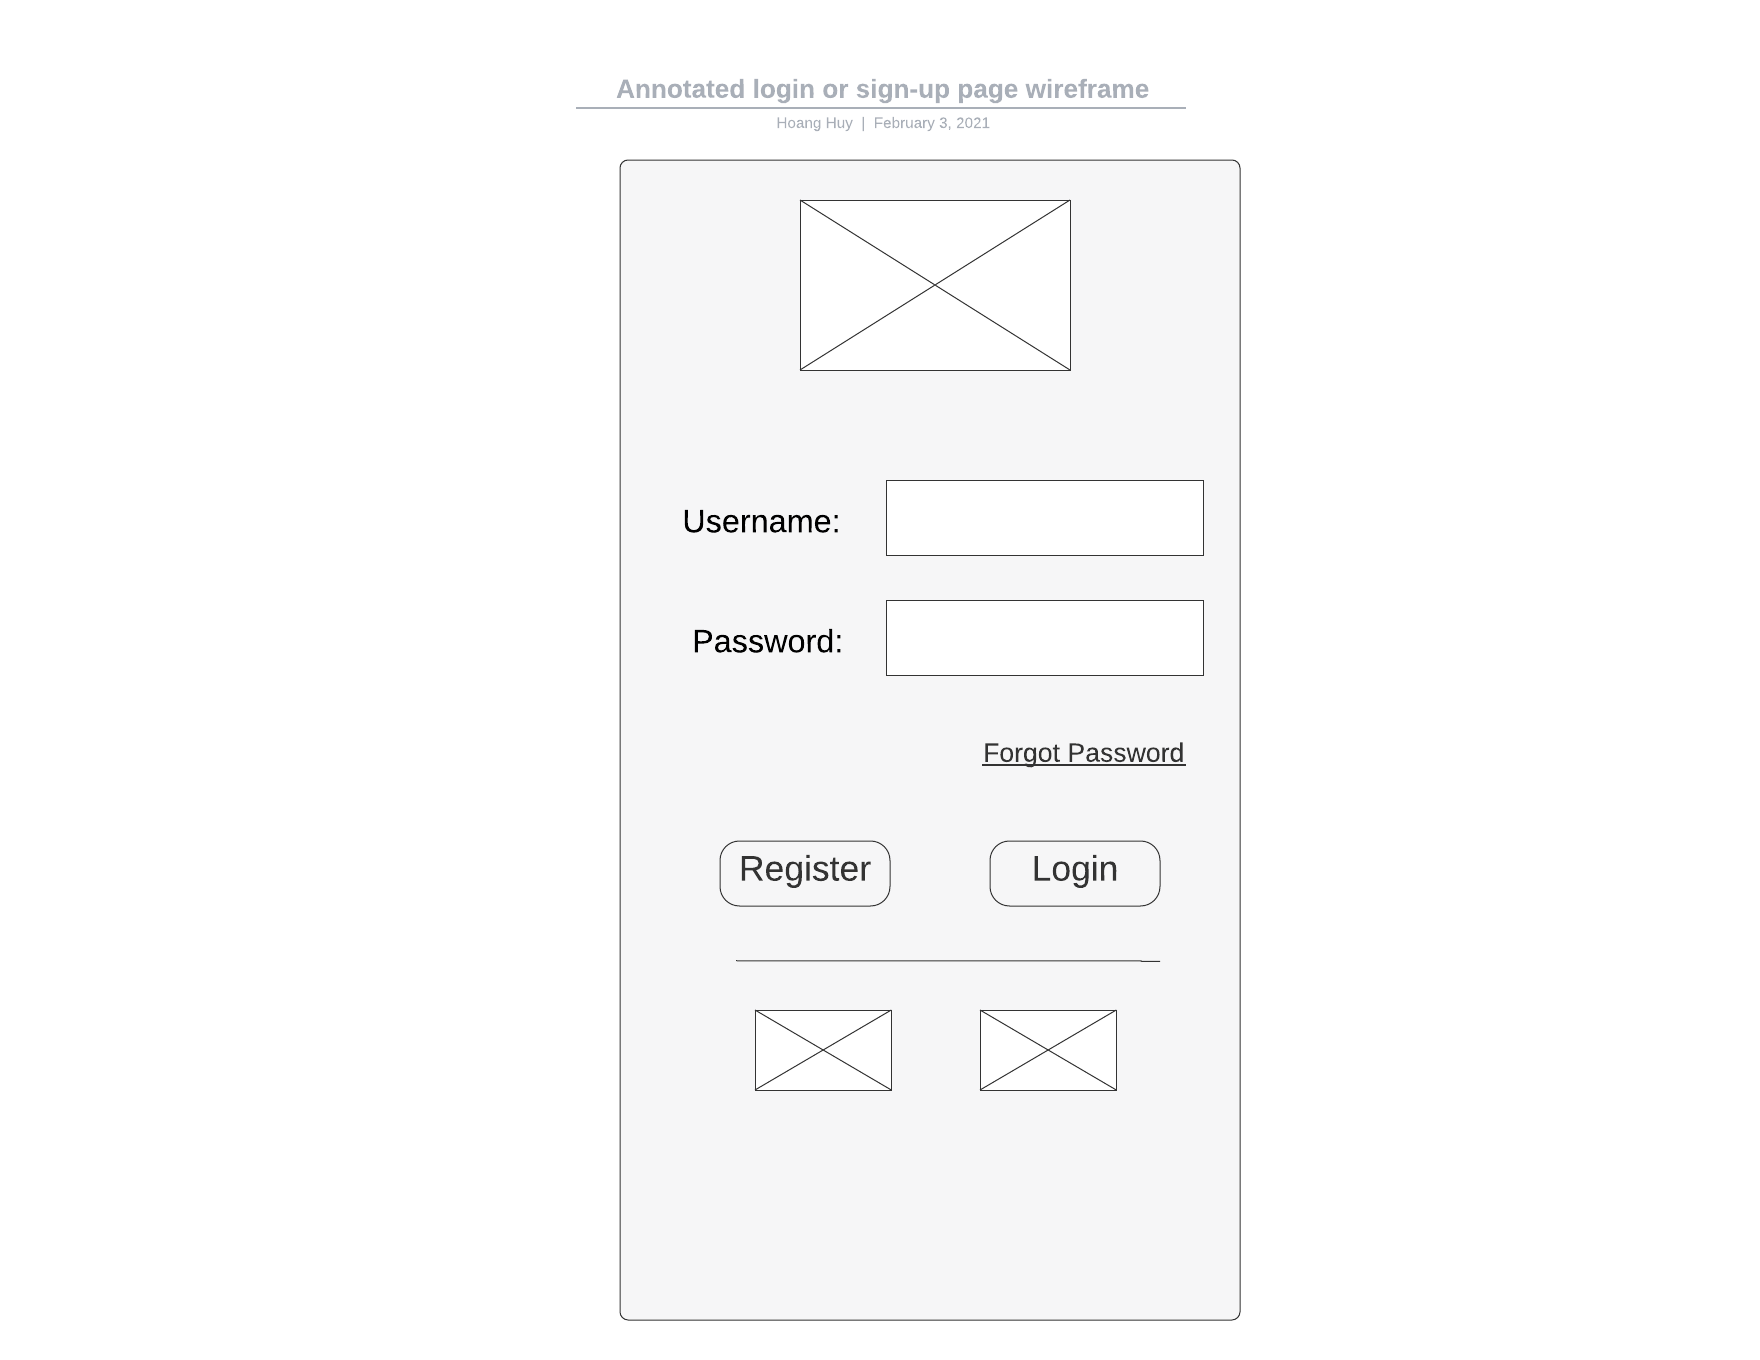 Annotated login or sign-up page wireframe
Hoang Huy | February 3, 2021
Username:
Password:
Forgot Password
Register
Login